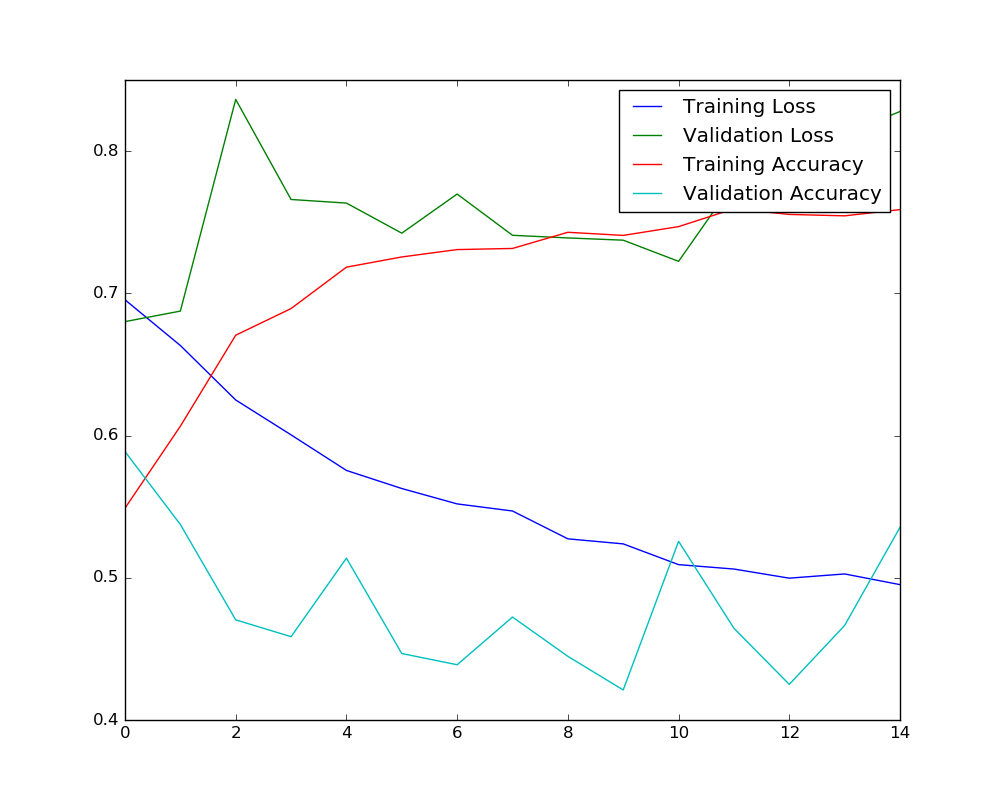 Training Loss
Validation Loss
Training Accuracy
Validation Accuracy
0.8
0.7
0.6
0.5
0.4
0 2 4 6 8 10 12 14